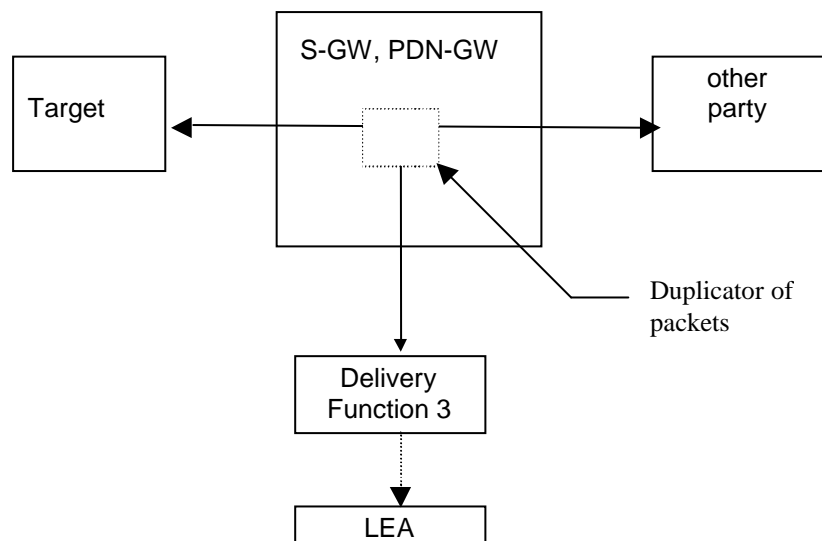 S-GW, PDN-GW
Target
other
party
Duplicator of
packets
Delivery
Function 3
LEA